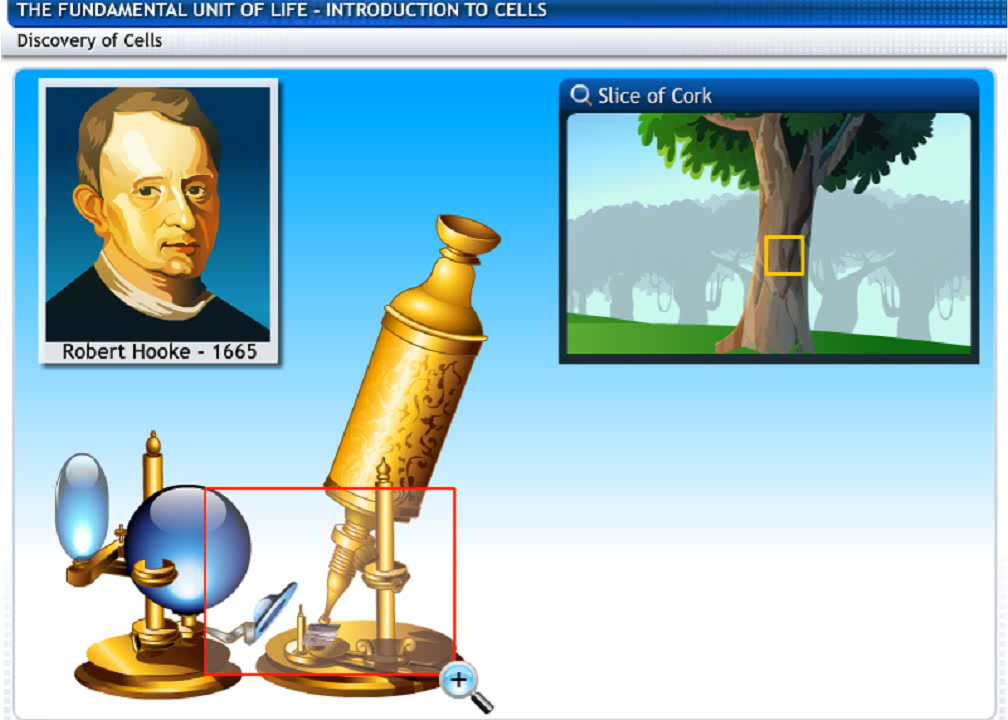 THE FUNDAMENTAL UNIT OF LIFE - INTRODUCTION TO CELLS
Discovery of Cells
Slice of Cork
Robert Hooke - 1665